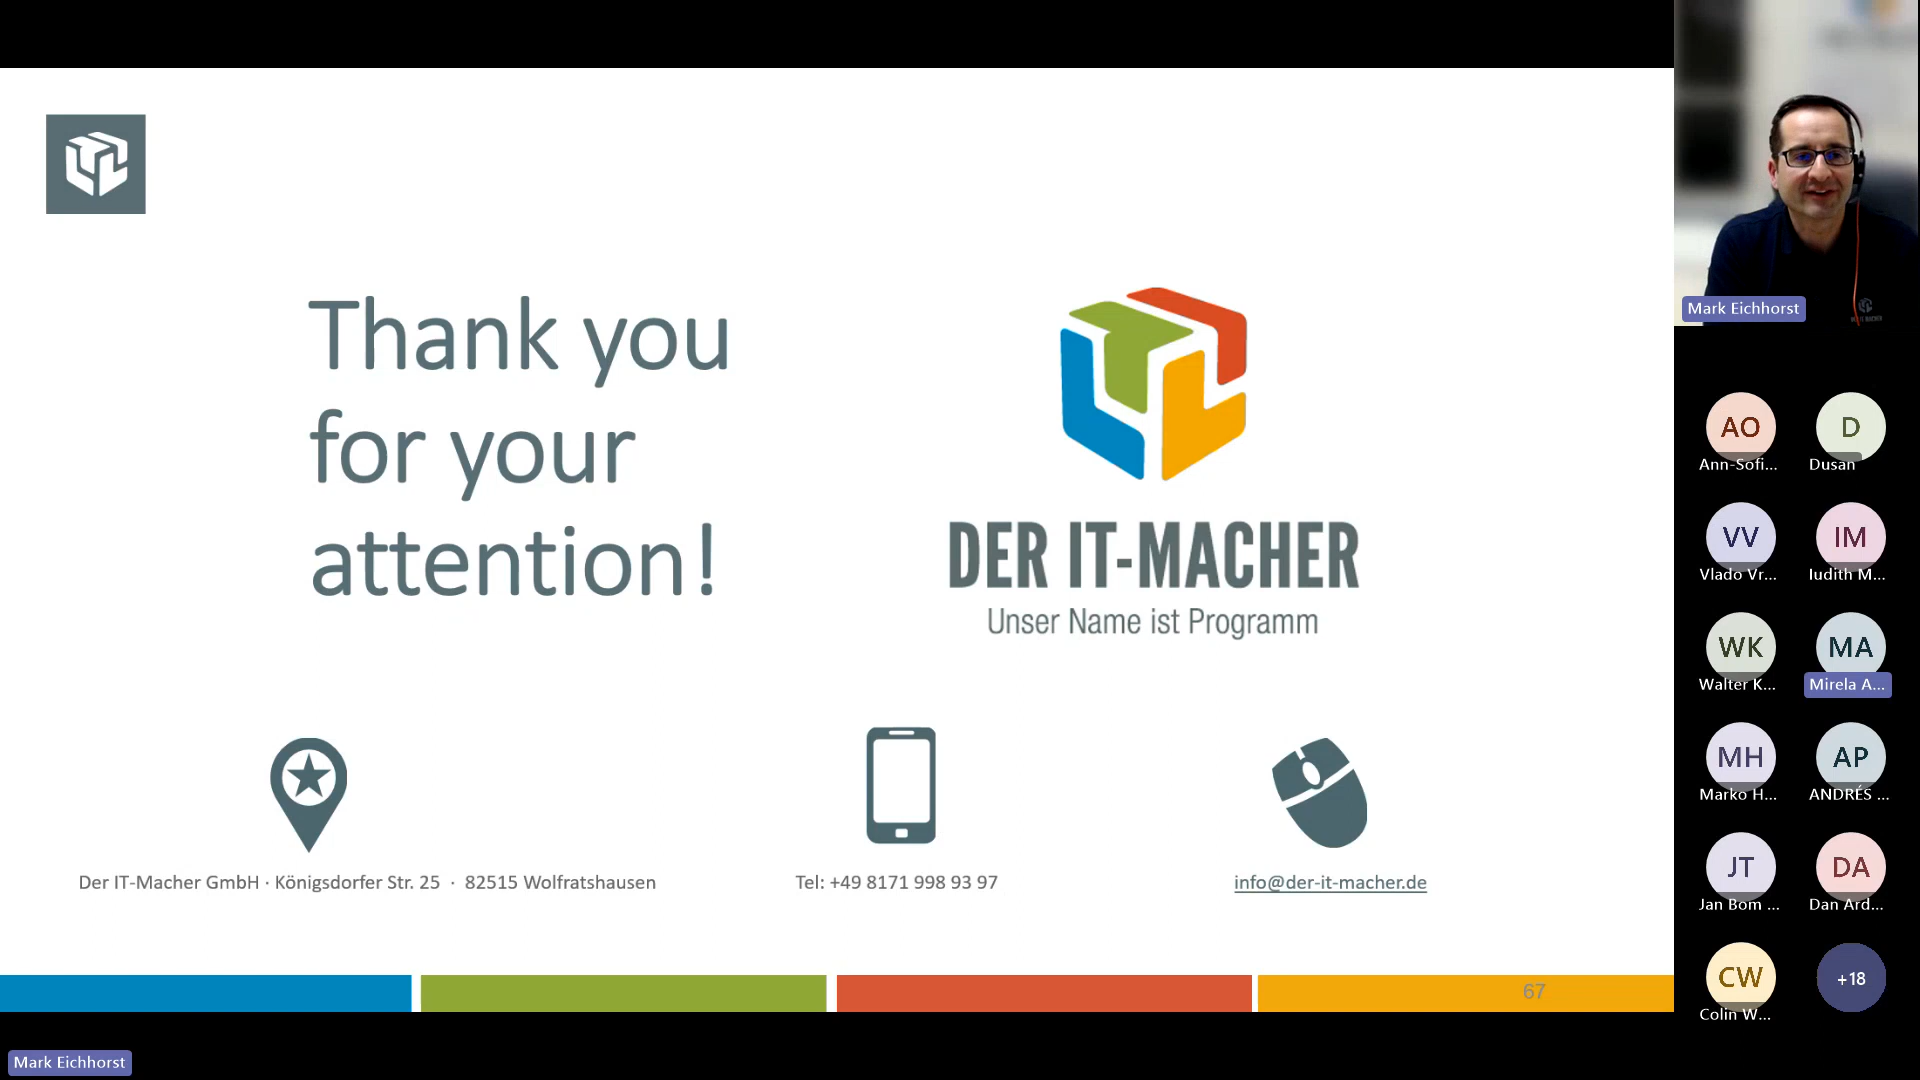 Thank you
for your
attention!
DER IT-MACHER
Unser Name ist Programm
Der IT-Macher GmbH · Königsdorfer Str. 25 · 82515 Wolfratshausen
Tel: +49 8171 998 93 97
info@der-it-macher.de
67
Mark Eichhorst
Mark Eichhorst
AO
Ann-Sofi...
D
Dusan
VV
Vlado Vr...
IM
Iudith M...
WK
Walter K...
MA
Mirela A...
MH
Marko H...
AP
ANDRÉS ...
JT
Jan Bom ...
DA
Dan Ard...
CW
Colin W...
+18